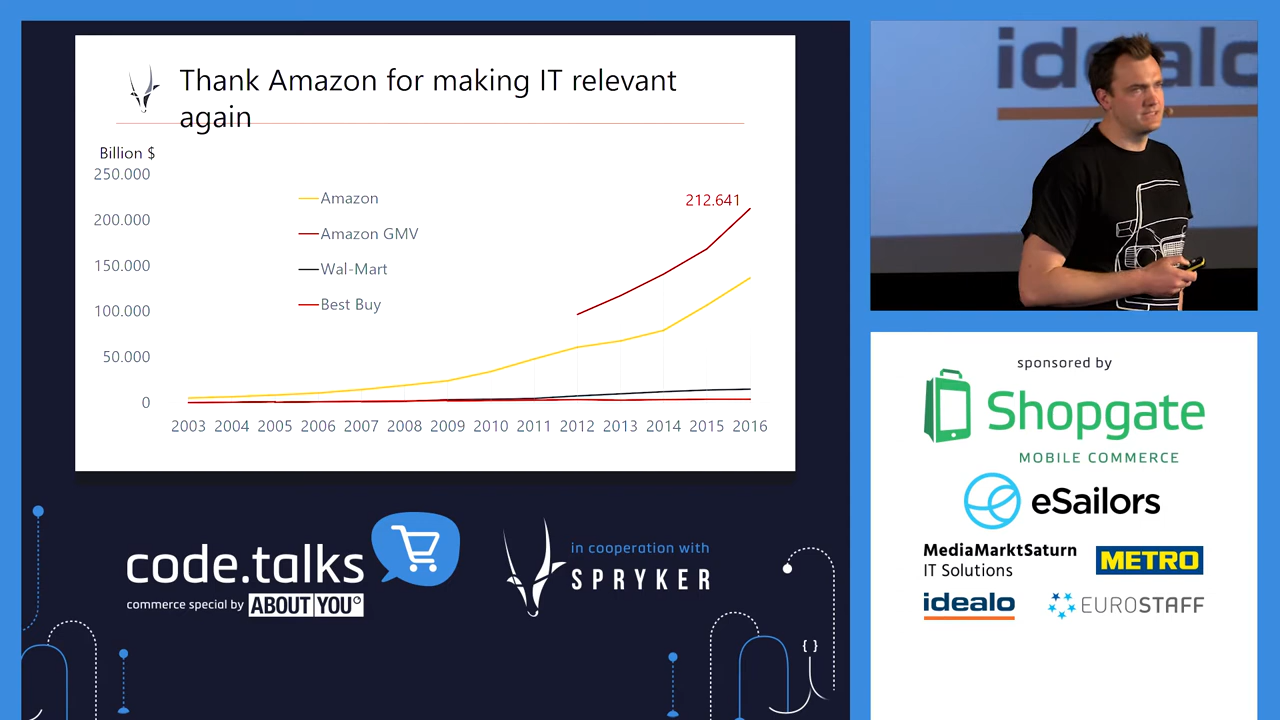 Thank Amazon for making IT relevant
again
Billion $
250.000
200.000
150.000
100.000
50.000
0
Amazon
Amazon GMV
Wal-Mart
Best Buy
212.641
2003 2004 2005 2006 2007 2008 2009 2010 2011 2012 2013 2014 2015 2016
code.talks
commerce special by ABOUT YOU°
in cooperation with
SPRYKER
{ }
idealo
sponsored by
Shopgate
MOBILE COMMERCE
eSailors
MediaMarktSaturn
IT Solutions
METRO
idealo
EUROSTAFF